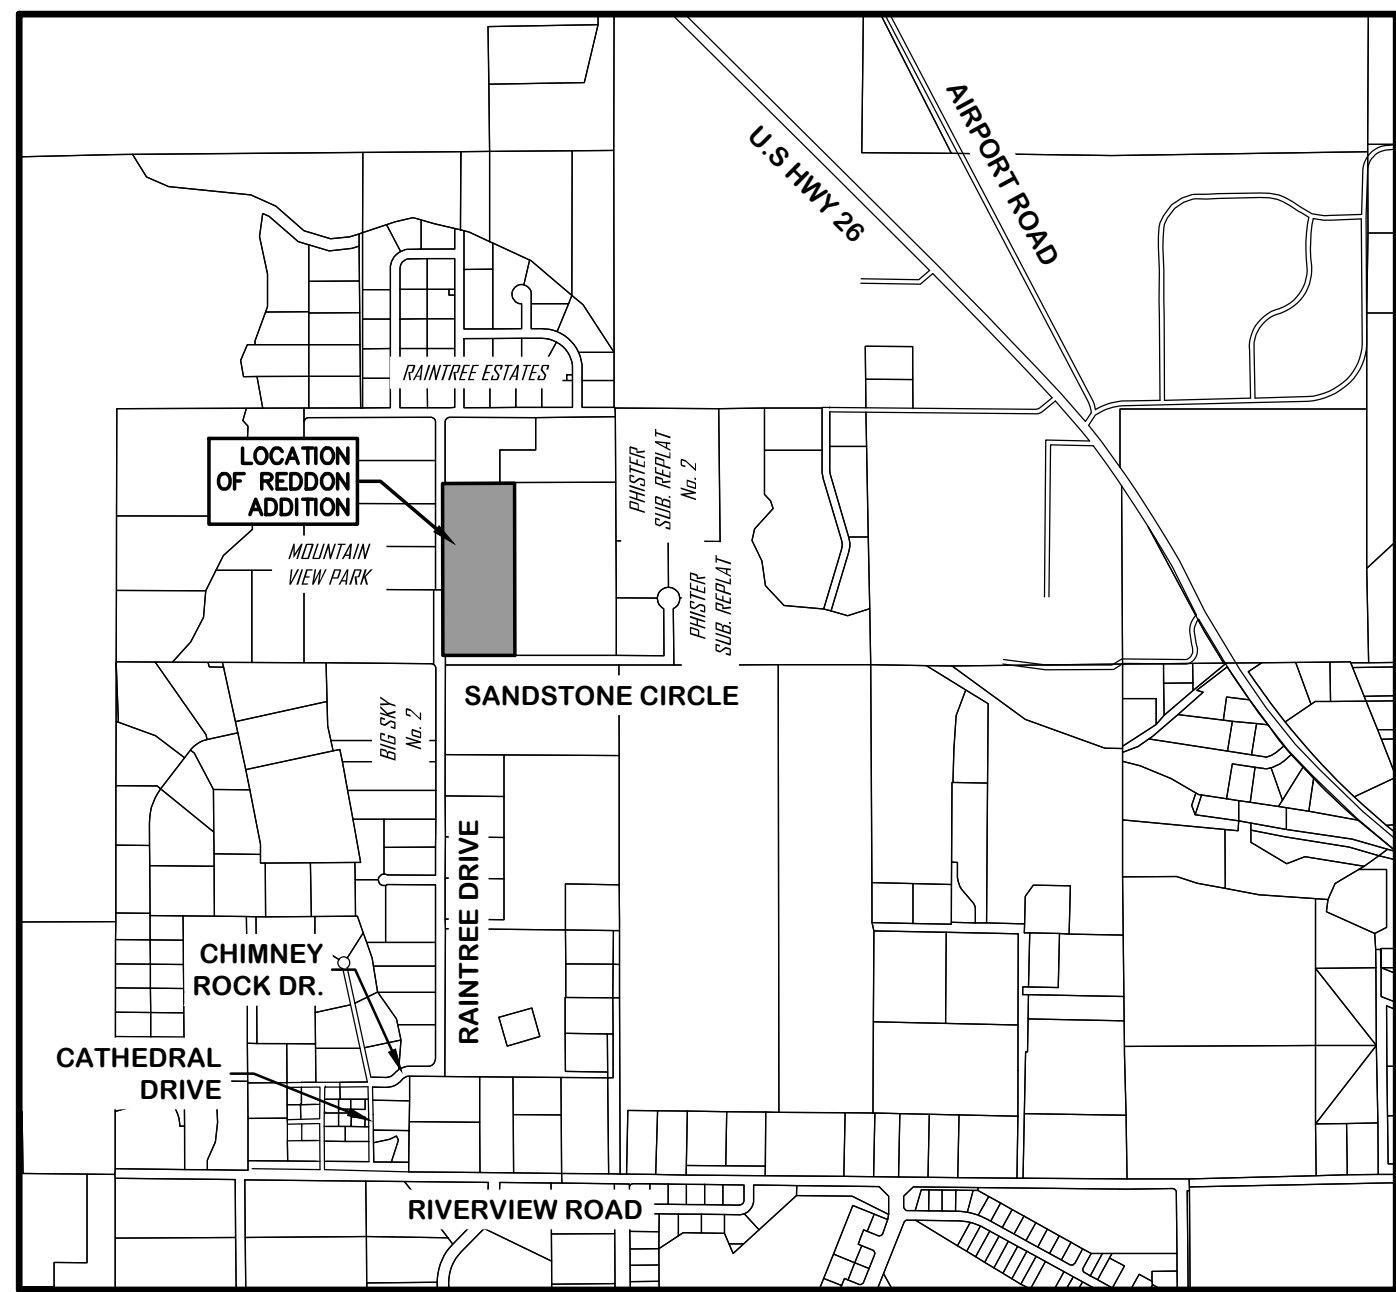 AIRPORT ROAD
U.S HWY 26
RAINTREE ESTATES
LOCATION
OF REDDON
ADDITION
PHISTER
SUB. REPLAT
No. 2
MOUNTAIN
VIEW PARK
PHISTER
SUB. REPLAT
SANDSTONE CIRCLE
BIG SKY
No. 2
RAINTREE DRIVE
CHIMNEY
ROCK DR.
CATHEDRAL
DRIVE
RIVERVIEW ROAD